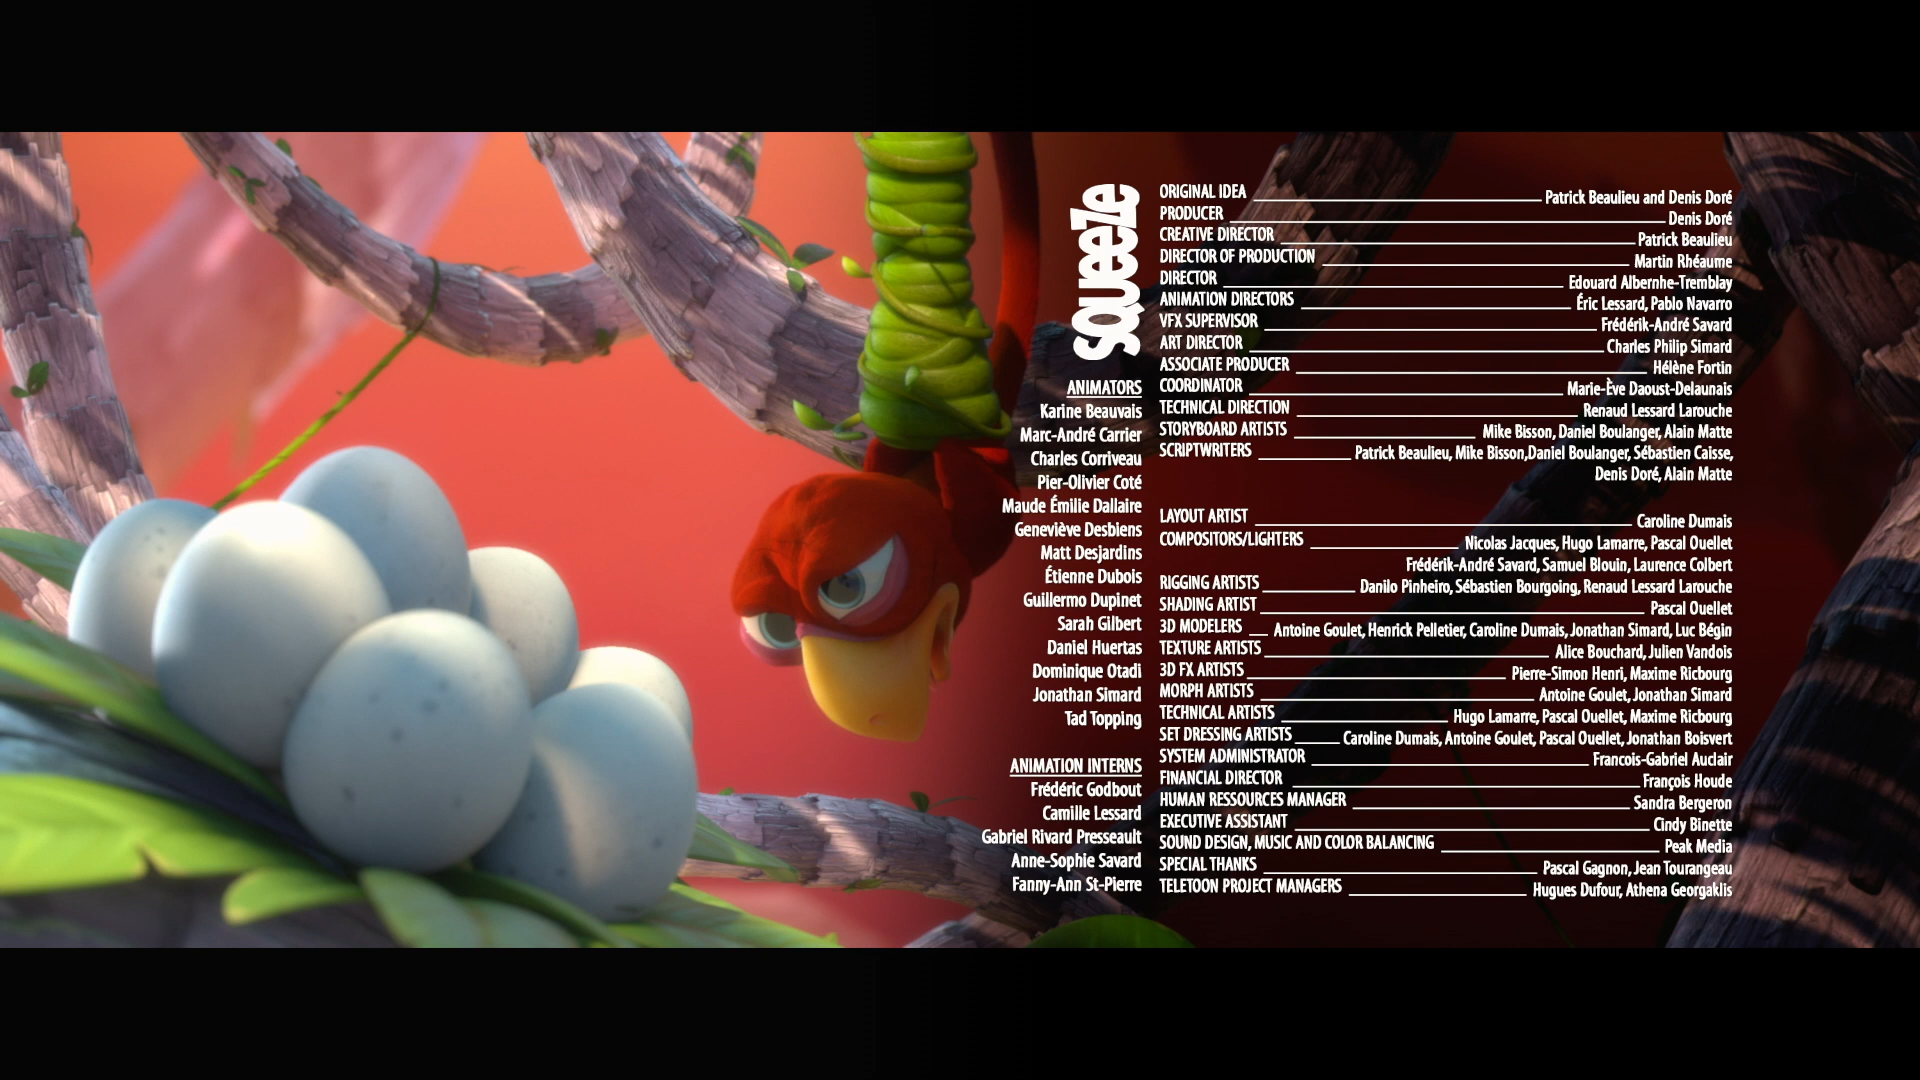 squeeze
ANIMATORS
Karine Beauvais
Marc-André Carrier
Charles Corriveau
Pier-Olivier Coté
Maude Émilie Dallaire
Geneviève Desbiens
Matt Desjardins
Étienne Dubois
Guillermo Dupinet
Sarah Gilbert
Daniel Huertas
Dominique Otadi
Jonathan Simard
Tad Topping
ANIMATION INTERNS
Frédéric Godbout
Camille Lessard
Gabriel Rivard Presseault
Anne-Sophie Savard
Fanny-Ann St-Pierre
ORIGINAL IDEA Patrick Beaulieu and Denis Doré
PRODUCER Denis Doré
CREATIVE DIRECTOR Patrick Beaulieu
DIRECTOR OF PRODUCTION Martin Rhéaume
DIRECTOR Edouard Albernhe-Tremblay
ANIMATION DIRECTORS Éric Lessard, Pablo Navarro
VFX SUPERVISOR Frédérik-André Savard
ART DIRECTOR Charles Philip Simard
ASSOCIATE PRODUCER Hélène Fortin
COORDINATOR Marie-Ève Daoust-Delaunais
TECHNICAL DIRECTION Renaud Lessard Larouche
STORYBOARD ARTISTS Mike Bisson, Daniel Boulanger, Alain Matte
SCRIPTWRITERS Patrick Beaulieu, Mike Bisson,Daniel Boulanger, Sébastien Caisse,
Denis Doré, Alain Matte
LAYOUT ARTIST Caroline Dumais
COMPOSITORS/LIGHTERS Nicolas Jacques, Hugo Lamarre, Pascal Ouellet
Frédérik-André Savard, Samuel Blouin, Laurence Colbert
RIGGING ARTISTS Danilo Pinheiro, Sébastien Bourgoing, Renaud Lessard Larouche
SHADING ARTIST Pascal Ouellet
3D MODELERS Antoine Goulet, Henrick Pelletier, Caroline Dumais, Jonathan Simard, Luc Bégin
TEXTURE ARTISTS Alice Bouchard, Julien Vandois
3D FX ARTISTS Pierre-Simon Henri, Maxime Ricbourg
MORPH ARTISTS Antoine Goulet, Jonathan Simard
TECHNICAL ARTISTS Hugo Lamarre, Pascal Ouellet, Maxime Ricbourg
SET DRESSING ARTISTS Caroline Dumais, Antoine Goulet, Pascal Ouellet, Jonathan Boisvert
SYSTEM ADMINISTRATOR Francois-Gabriel Auclair
FINANCIAL DIRECTOR François Houde
HUMAN RESSOURCES MANAGER Sandra Bergeron
EXECUTIVE ASSISTANT Cindy Binette
SOUND DESIGN, MUSIC AND COLOR BALANCING Peak Media
SPECIAL THANKS Pascal Gagnon, Jean Tourangeau
TELETOON PROJECT MANAGERS Hugues Dufour, Athena Georgaklis